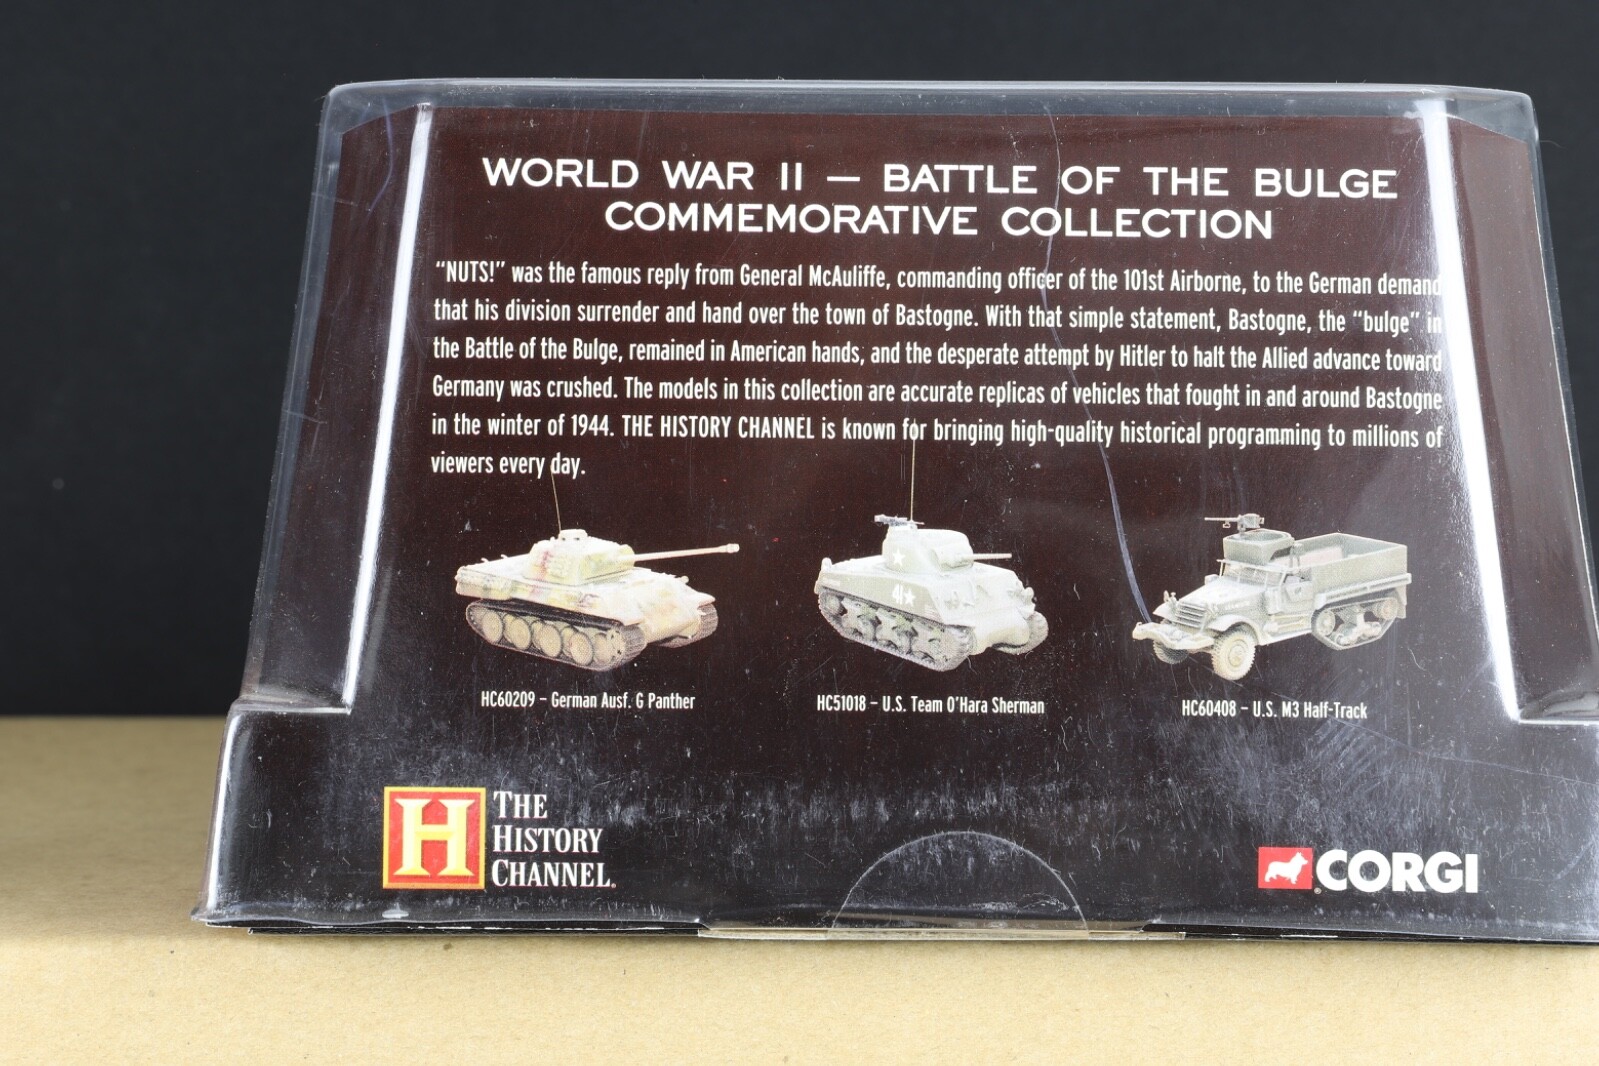 WORLD WAR II – BATTLE OF THE BULGE
COMMEMORATIVE COLLECTION
“NUTS!” was the famous reply from General McAuliffe, commanding officer of the 101st Airborne, to the German demand
that his division surrender and hand over the town of Bastogne. With that simple statement, Bastogne, the “bulge” in
the Battle of the Bulge, remained in American hands, and the desperate attempt by Hitler to halt the Allied advance toward
Germany was crushed. The models in this collection are accurate replicas of vehicles that fought in and around Bastogne
in the winter of 1944. THE HISTORY CHANNEL is known for bringing high-quality historical programming to millions of
viewers every day.
41
HC60209 – German Ausf. G Panther
HC51018 – U.S. Team O’Hara Sherman
HC60408 – U.S. M3 Half-Track
H
THE
HISTORY
CHANNEL.
CORGI